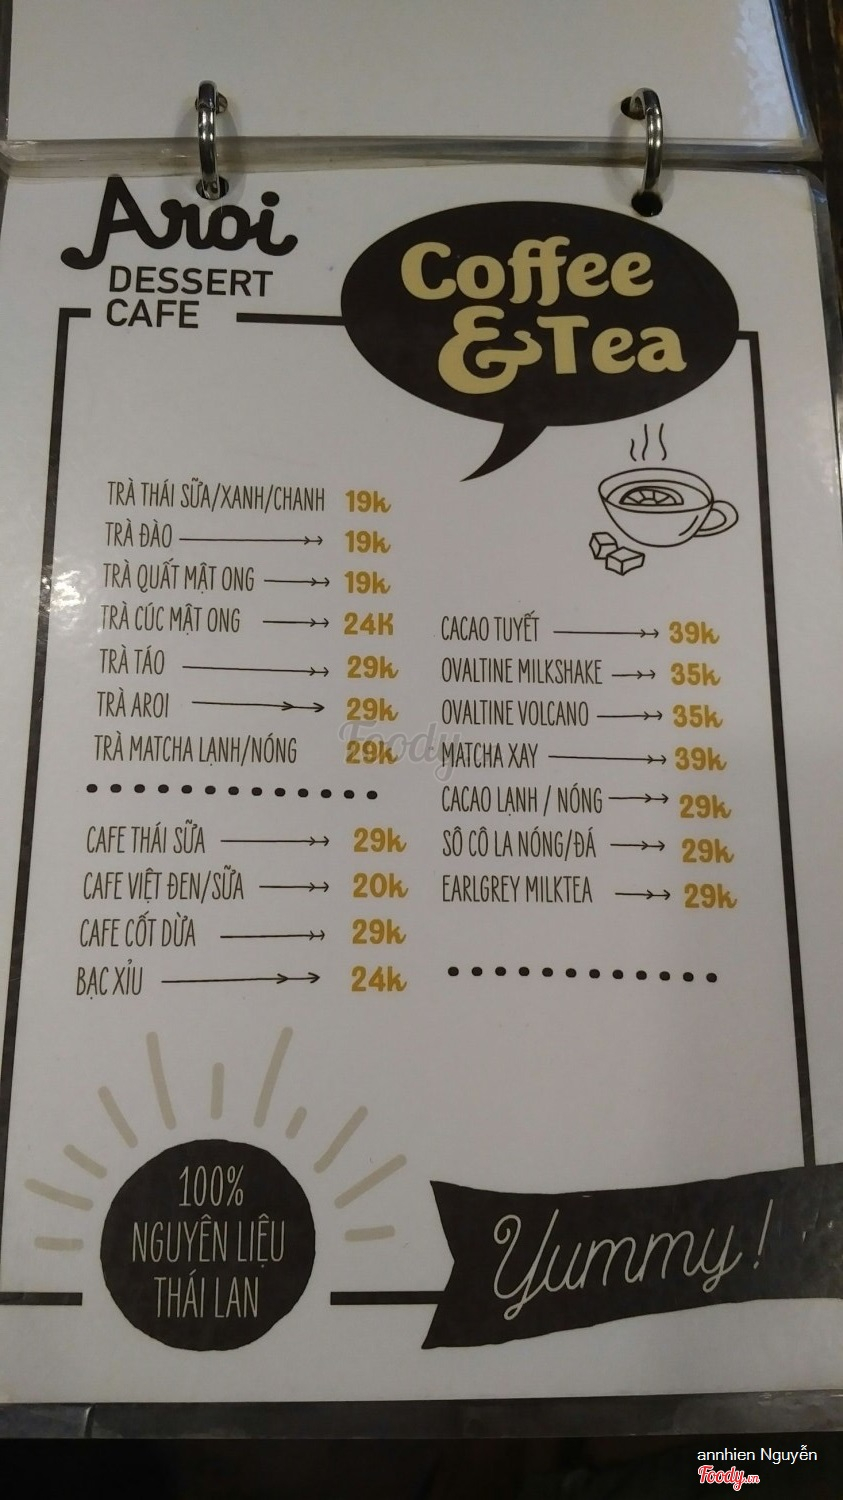 Aroi
DESSERT
CAFE
Coffee
& Tea
TRÀ THÁI SỮA/XANH/CHANH 19k
TRÀ ĐÀO 19k
TRÀ QUẤT MẬT ONG 19k
TRÀ CÚC MẬT ONG 24K
TRÀ TÁO 29k
TRÀ AROI 29k
TRÀ MATCHA LẠNH/NÓNG 29k
CAFE THÁI SỮA 29k
CAFE VIỆT ĐEN/SỮA 20k
CAFE CỐT DỪA 29k
BẠC XỈU 24k
CACAO TUYẾT 39k
OVALTINE MILKSHAKE 35k
OVALTINE VOLCANO 35k
MATCHA XAY 39k
CACAO LẠNH / NÓNG 29k
SÔ CÔ LA NÓNG/ĐÁ 29k
EARLGREY MILKTEA 29k
Foody
100%
NGUYÊN LIỆU
THÁI LAN
Yummy!
annhien Nguyễn
Foody.vn